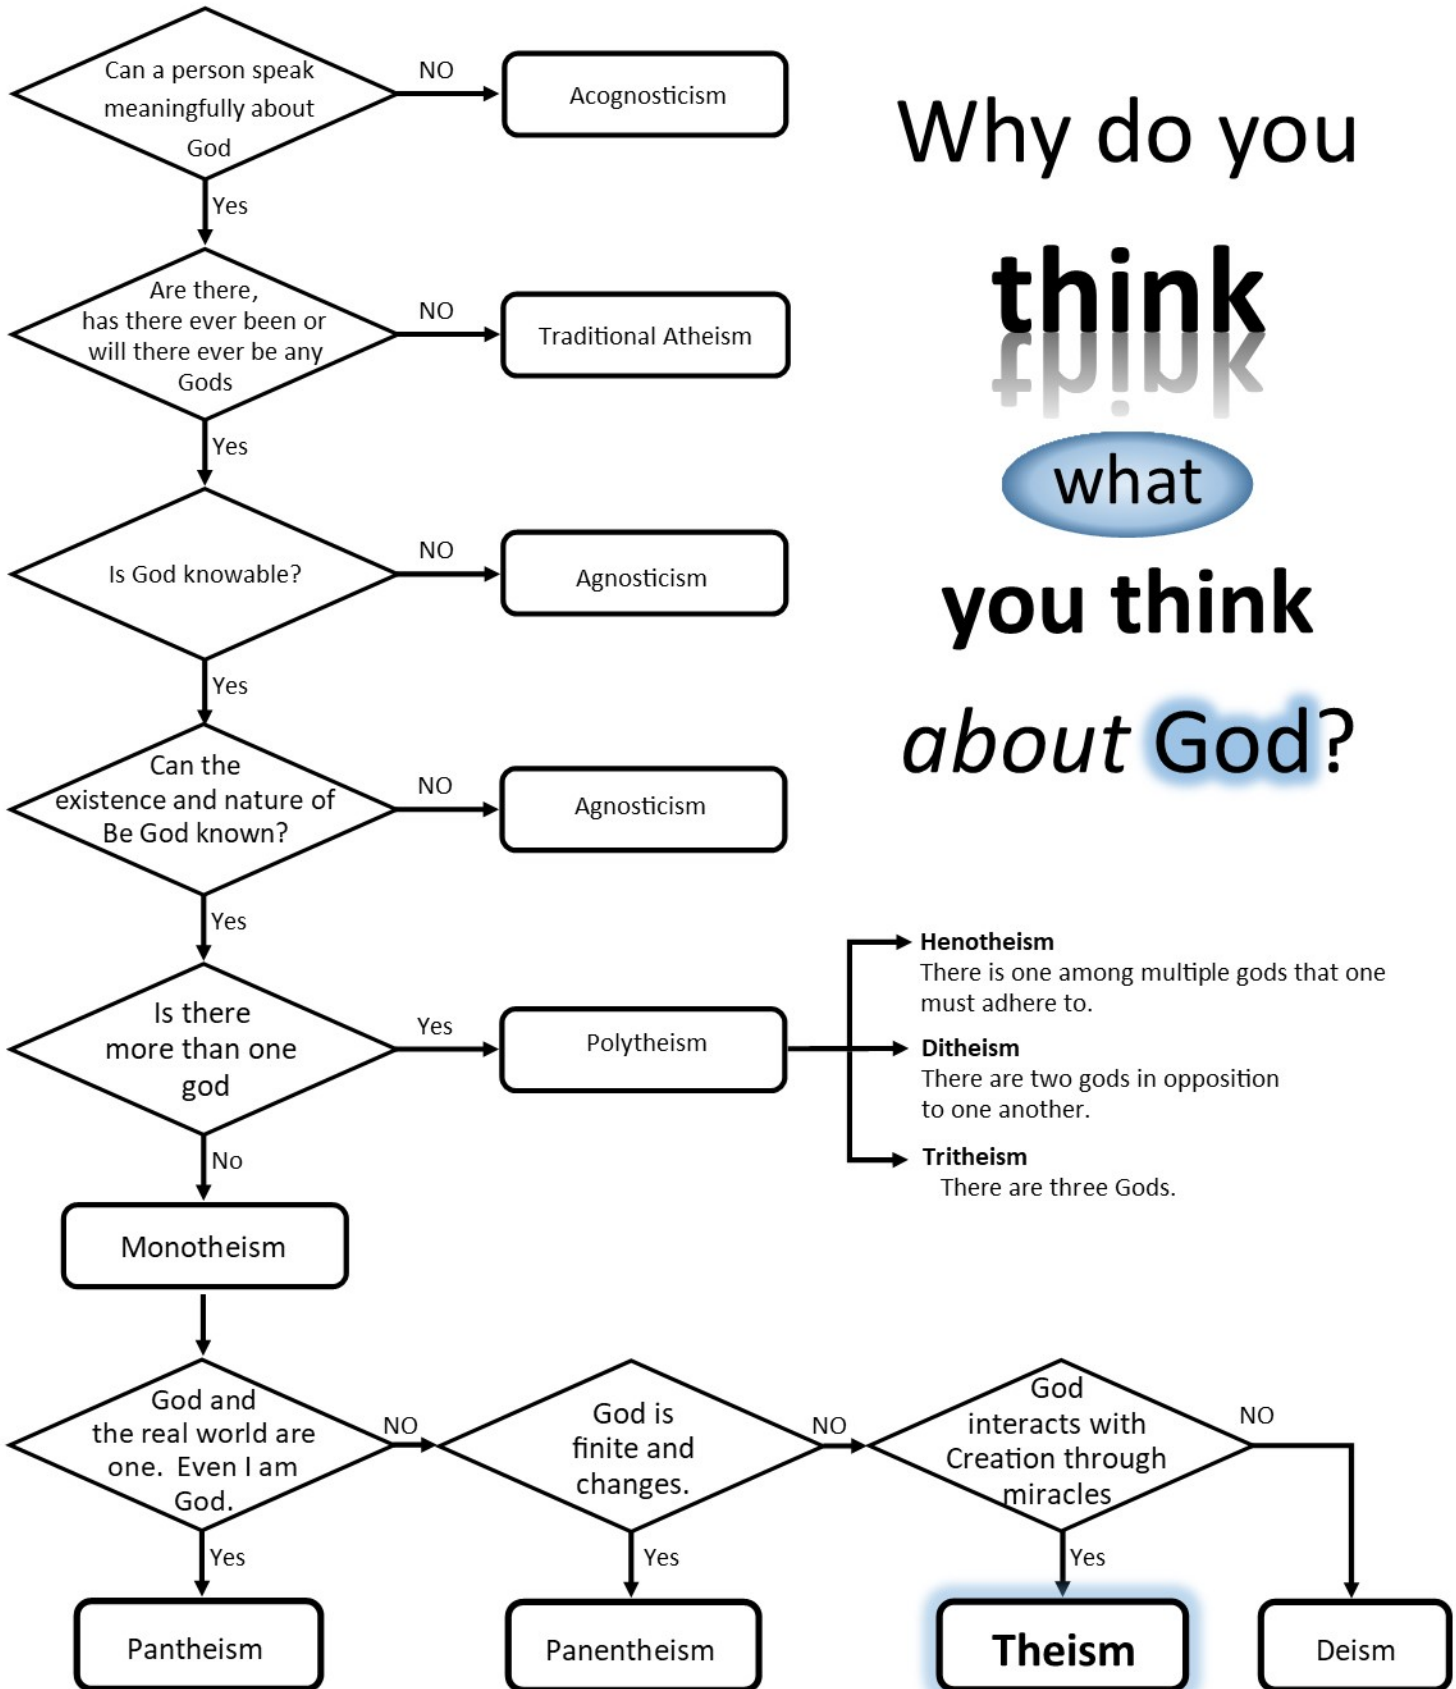 Can a person speak
meaningfully about
God
NO
Acognosticism
Yes
Why do you
think
what
you think
about God?
Are there,
has there ever been or
will there ever be any
Gods
NO
Traditional Atheism
Yes
Is God knowable?
NO
Agnosticism
Yes
Can the
existence and nature of
Be God known?
NO
Agnosticism
Yes
Is there
more than one
god
Yes
Polytheism
Henotheism
There is one among multiple gods that one
must adhere to.
Ditheism
There are two gods in opposition
to one another.
Tritheism
There are three Gods.
No
Monotheism
God and
the real world are
one. Even I am
God.
NO
Yes
Pantheism
God is
finite and
changes.
NO
Yes
Panentheism
God
interacts with
Creation through
miracles
NO
Yes
Theism
Deism